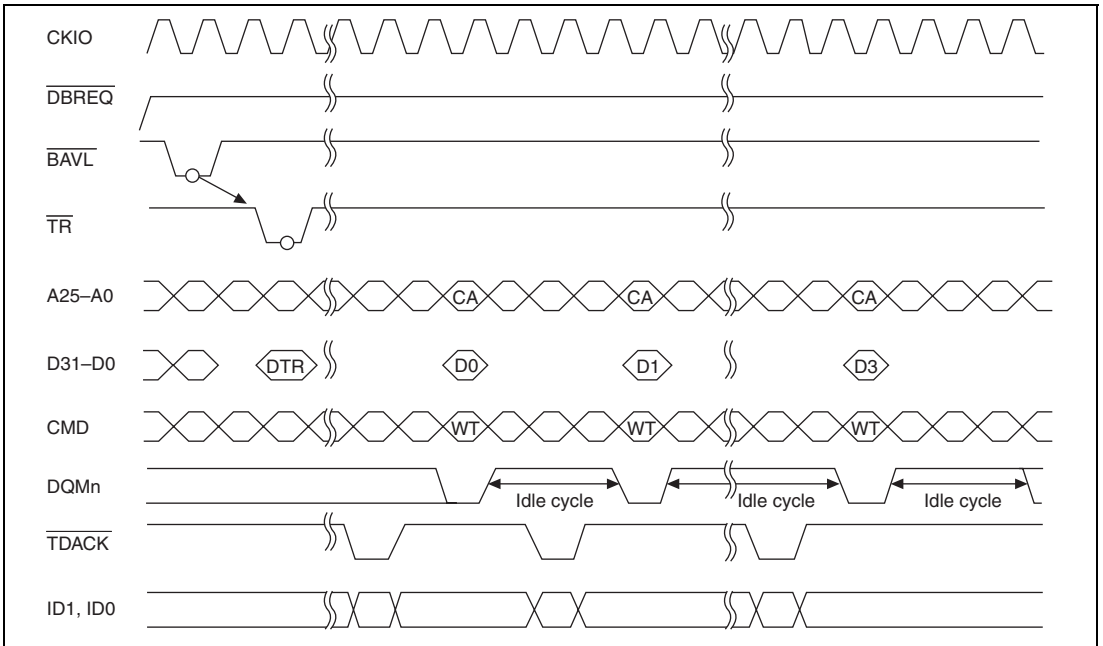 CKIO
DBREQ
BAVL
TR
A25–A0 CA CA CA
D31–D0 DTR D0 D1 D3
CMD WT WT WT
DQMn Idle cycle Idle cycle Idle cycle
TDACK
ID1, ID0